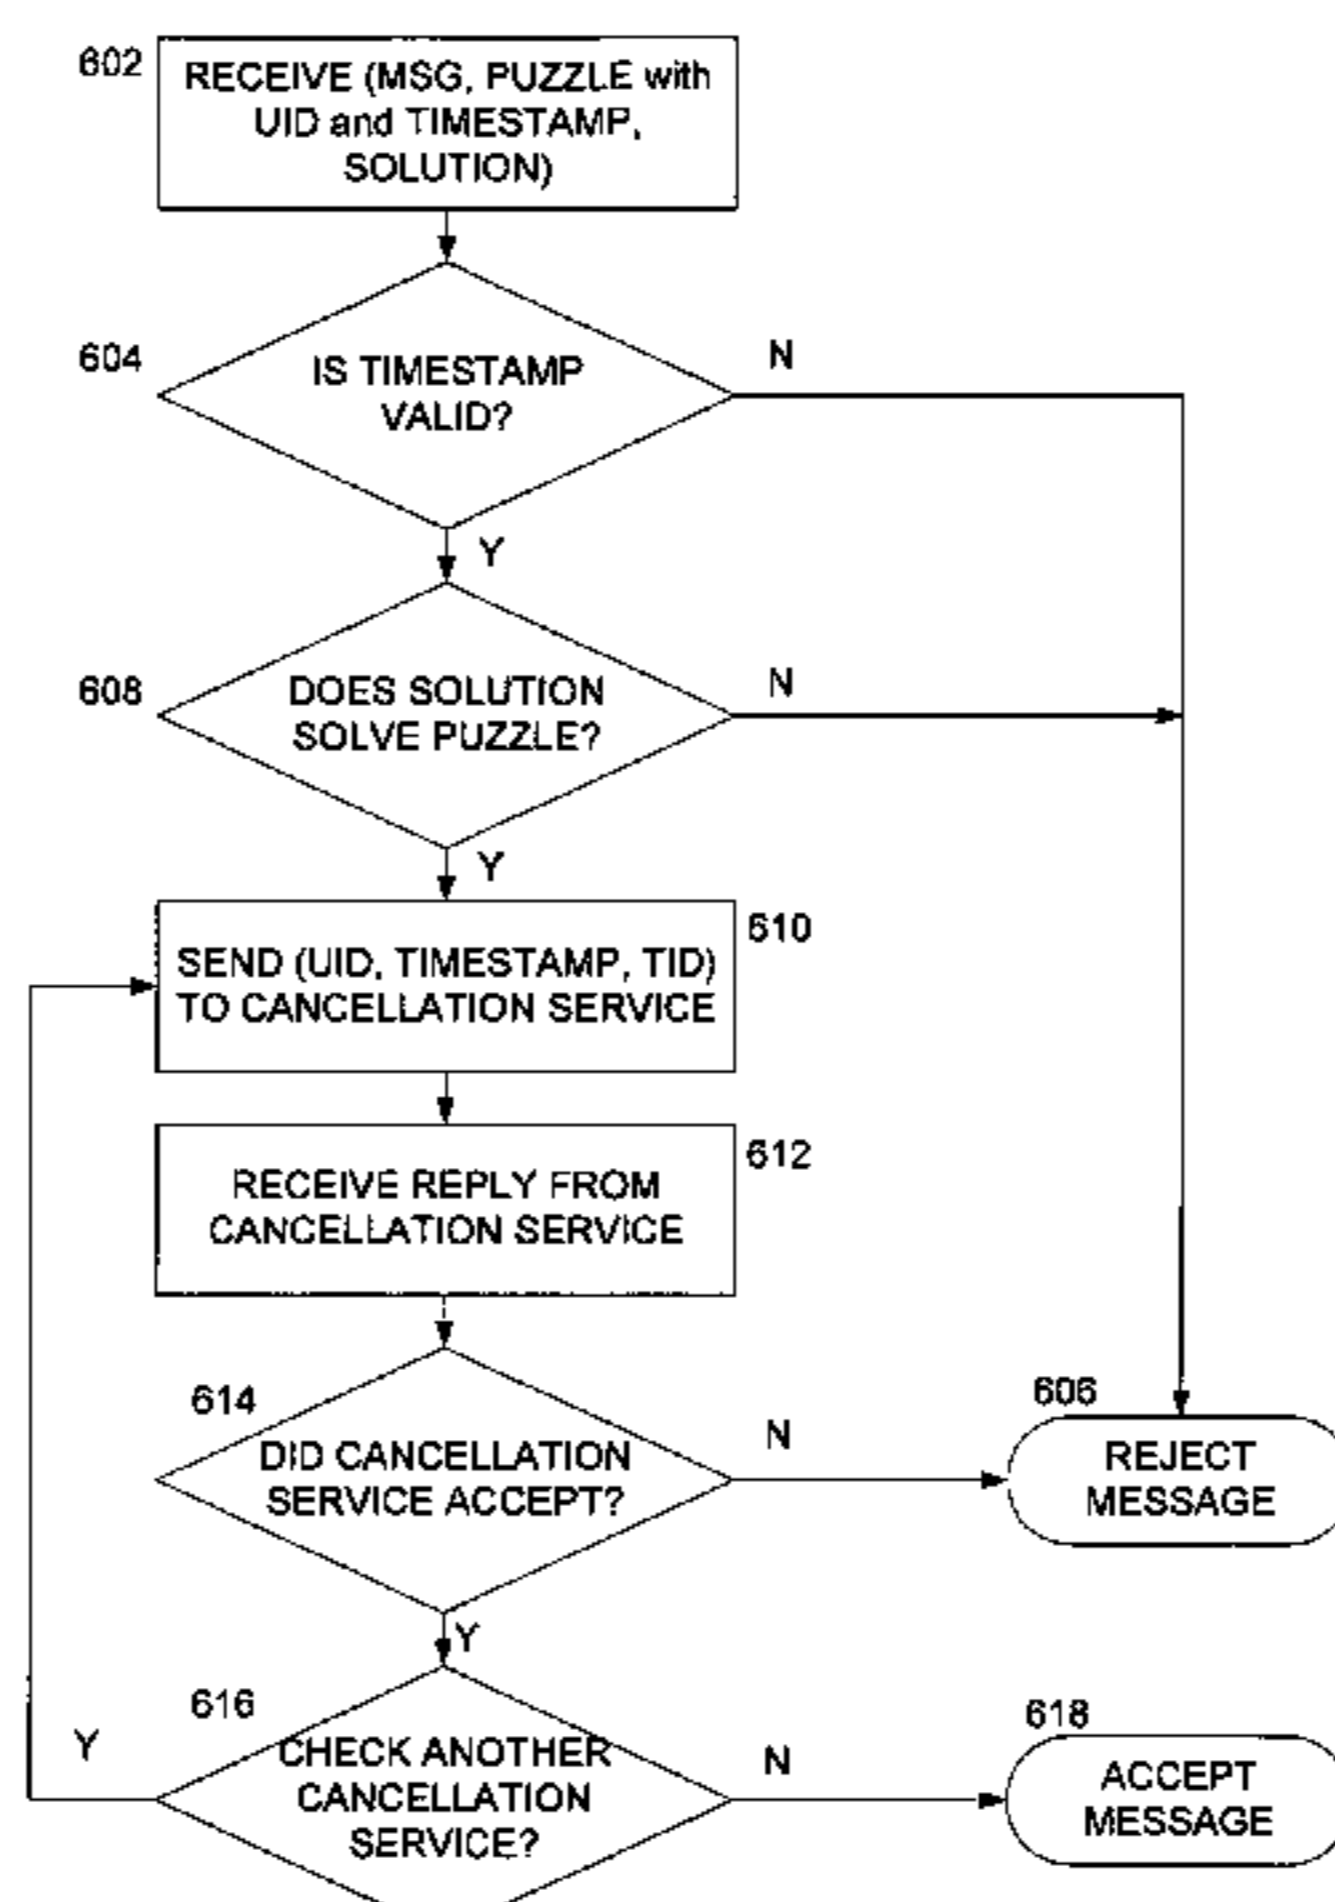 602
RECEIVE (MSG, PUZZLE with
UID and TIMESTAMP,
SOLUTION)
604
IS TIMESTAMP
VALID?
N
Y
608
DOES SOLUTION
SOLVE PUZZLE?
N
Y
610
SEND (UID, TIMESTAMP, TID)
TO CANCELLATION SERVICE
612
RECEIVE REPLY FROM
CANCELLATION SERVICE
614
DID CANCELLATION
SERVICE ACCEPT?
N
606
REJECT
MESSAGE
Y
616
Y
CHECK ANOTHER
CANCELLATION
SERVICE?
N
618
ACCEPT
MESSAGE